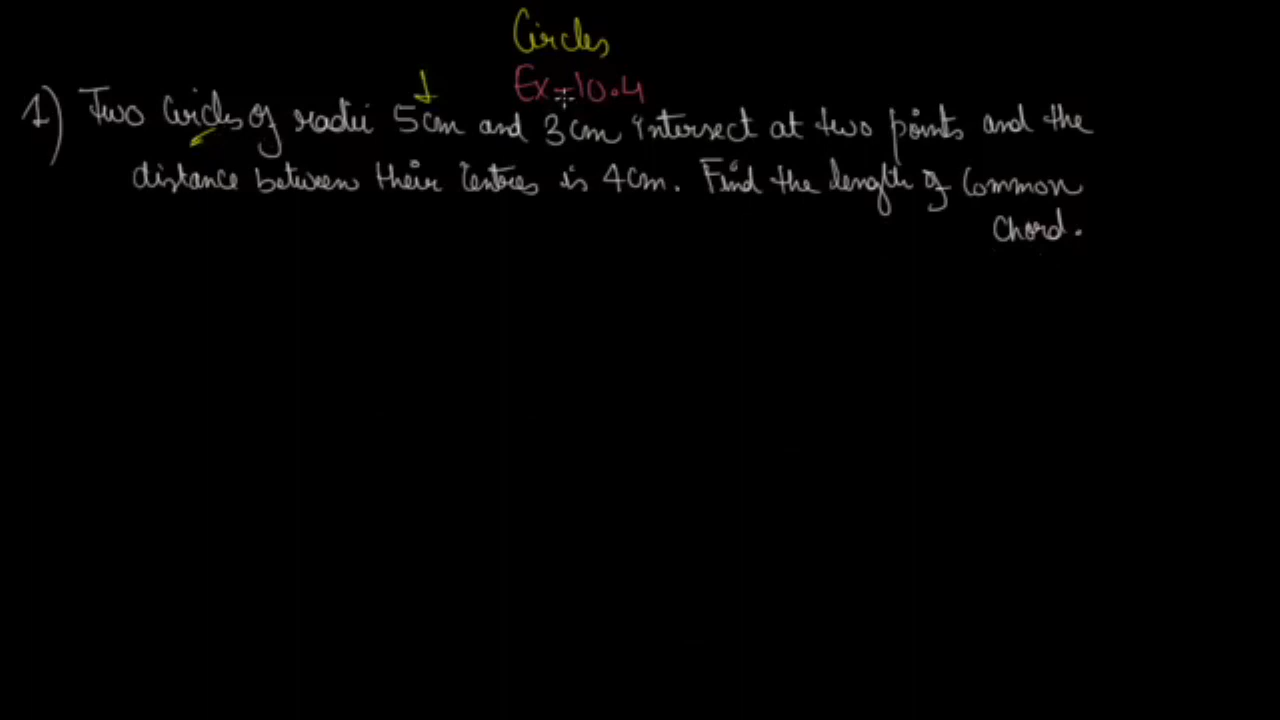 Circles
Ex-10.4
1) Two Circles of radii 5cm and 3cm intersect at two points and the
distance between their Centres is 4cm. Find the length of Common
Chord.